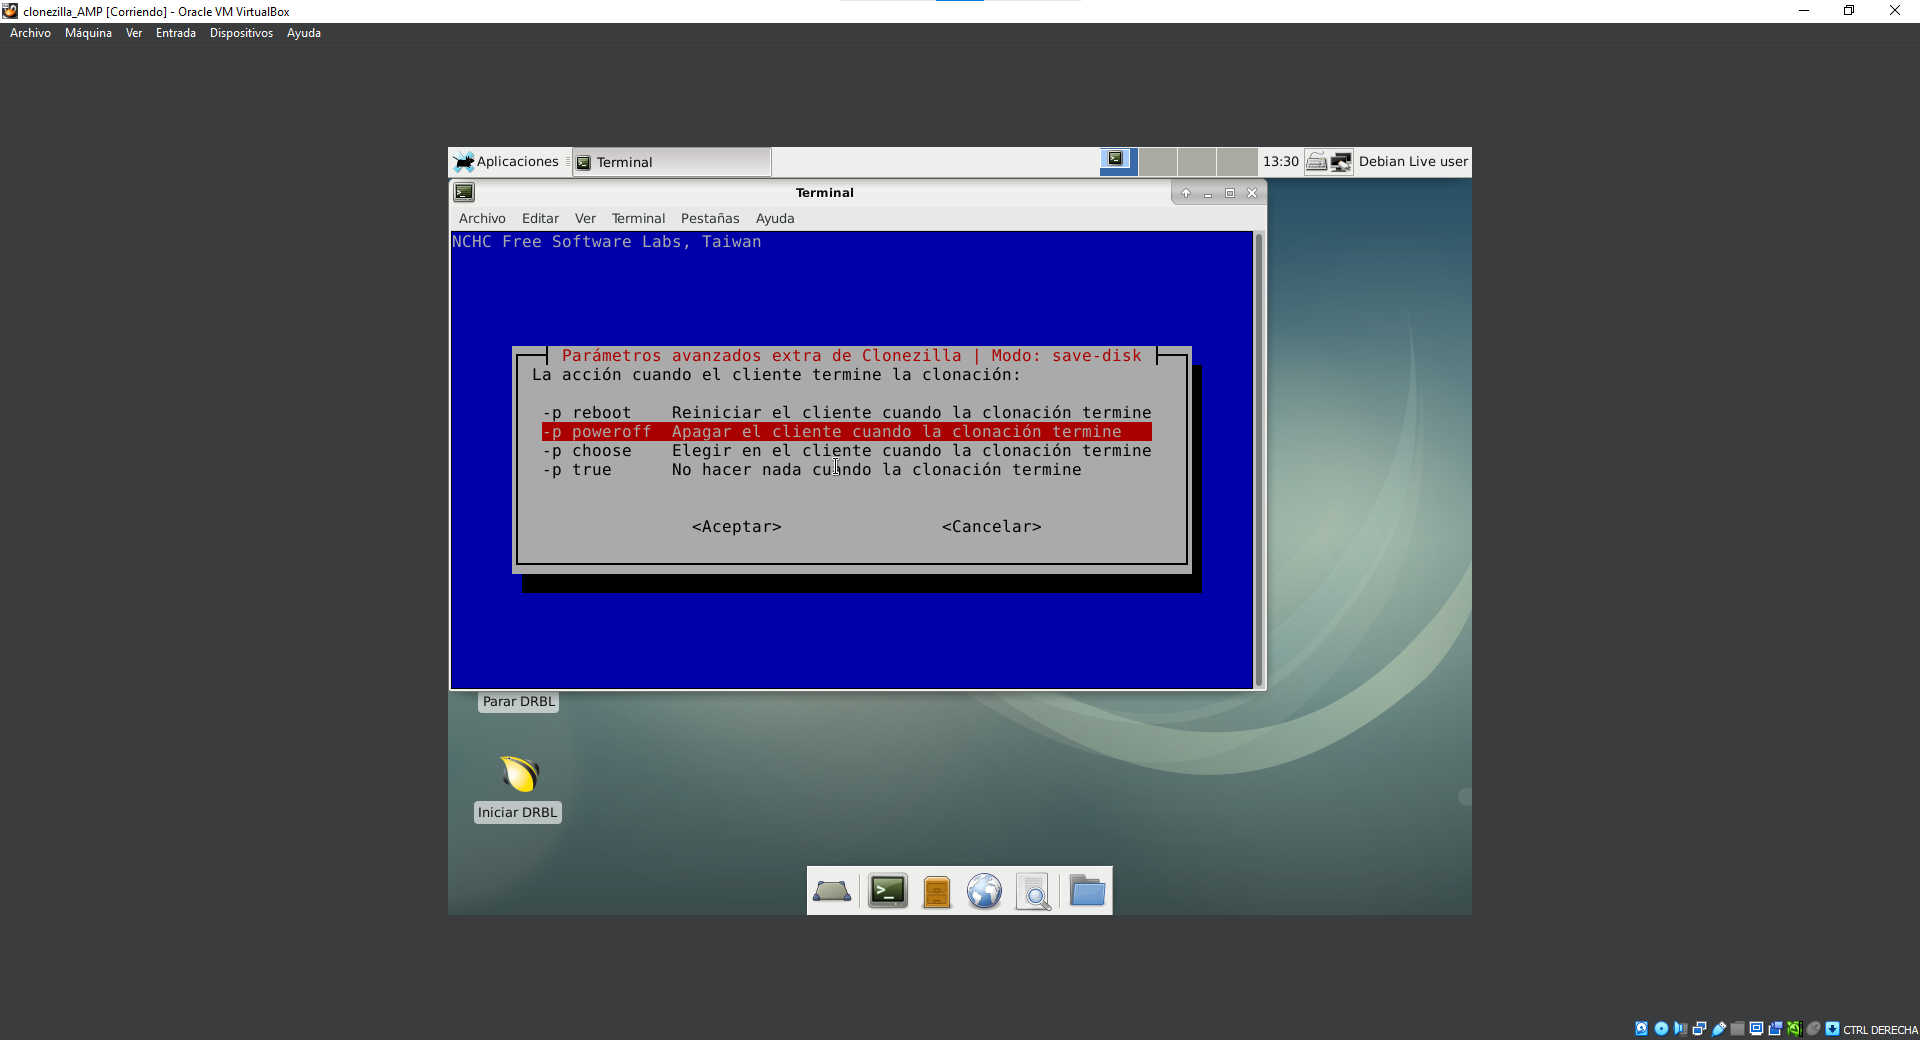 clonezilla_AMP [Corriendo] - Oracle VM VirtualBox
Archivo Máquina Ver Entrada Dispositivos Ayuda
Aplicaciones Terminal 13:30 Debian Live user
Terminal
Archivo Editar Ver Terminal Pestañas Ayuda
NCHC Free Software Labs, Taiwan
Parámetros avanzados extra de Clonezilla | Modo: save-disk
La acción cuando el cliente termine la clonación:
-p reboot Reiniciar el cliente cuando la clonación termine
-p poweroff Apagar el cliente cuando la clonación termine
-p choose Elegir en el cliente cuando la clonación termine
-p true No hacer nada cuando la clonación termine
<Aceptar> <Cancelar>
Parar DRBL
Iniciar DRBL
CTRL DERECHA